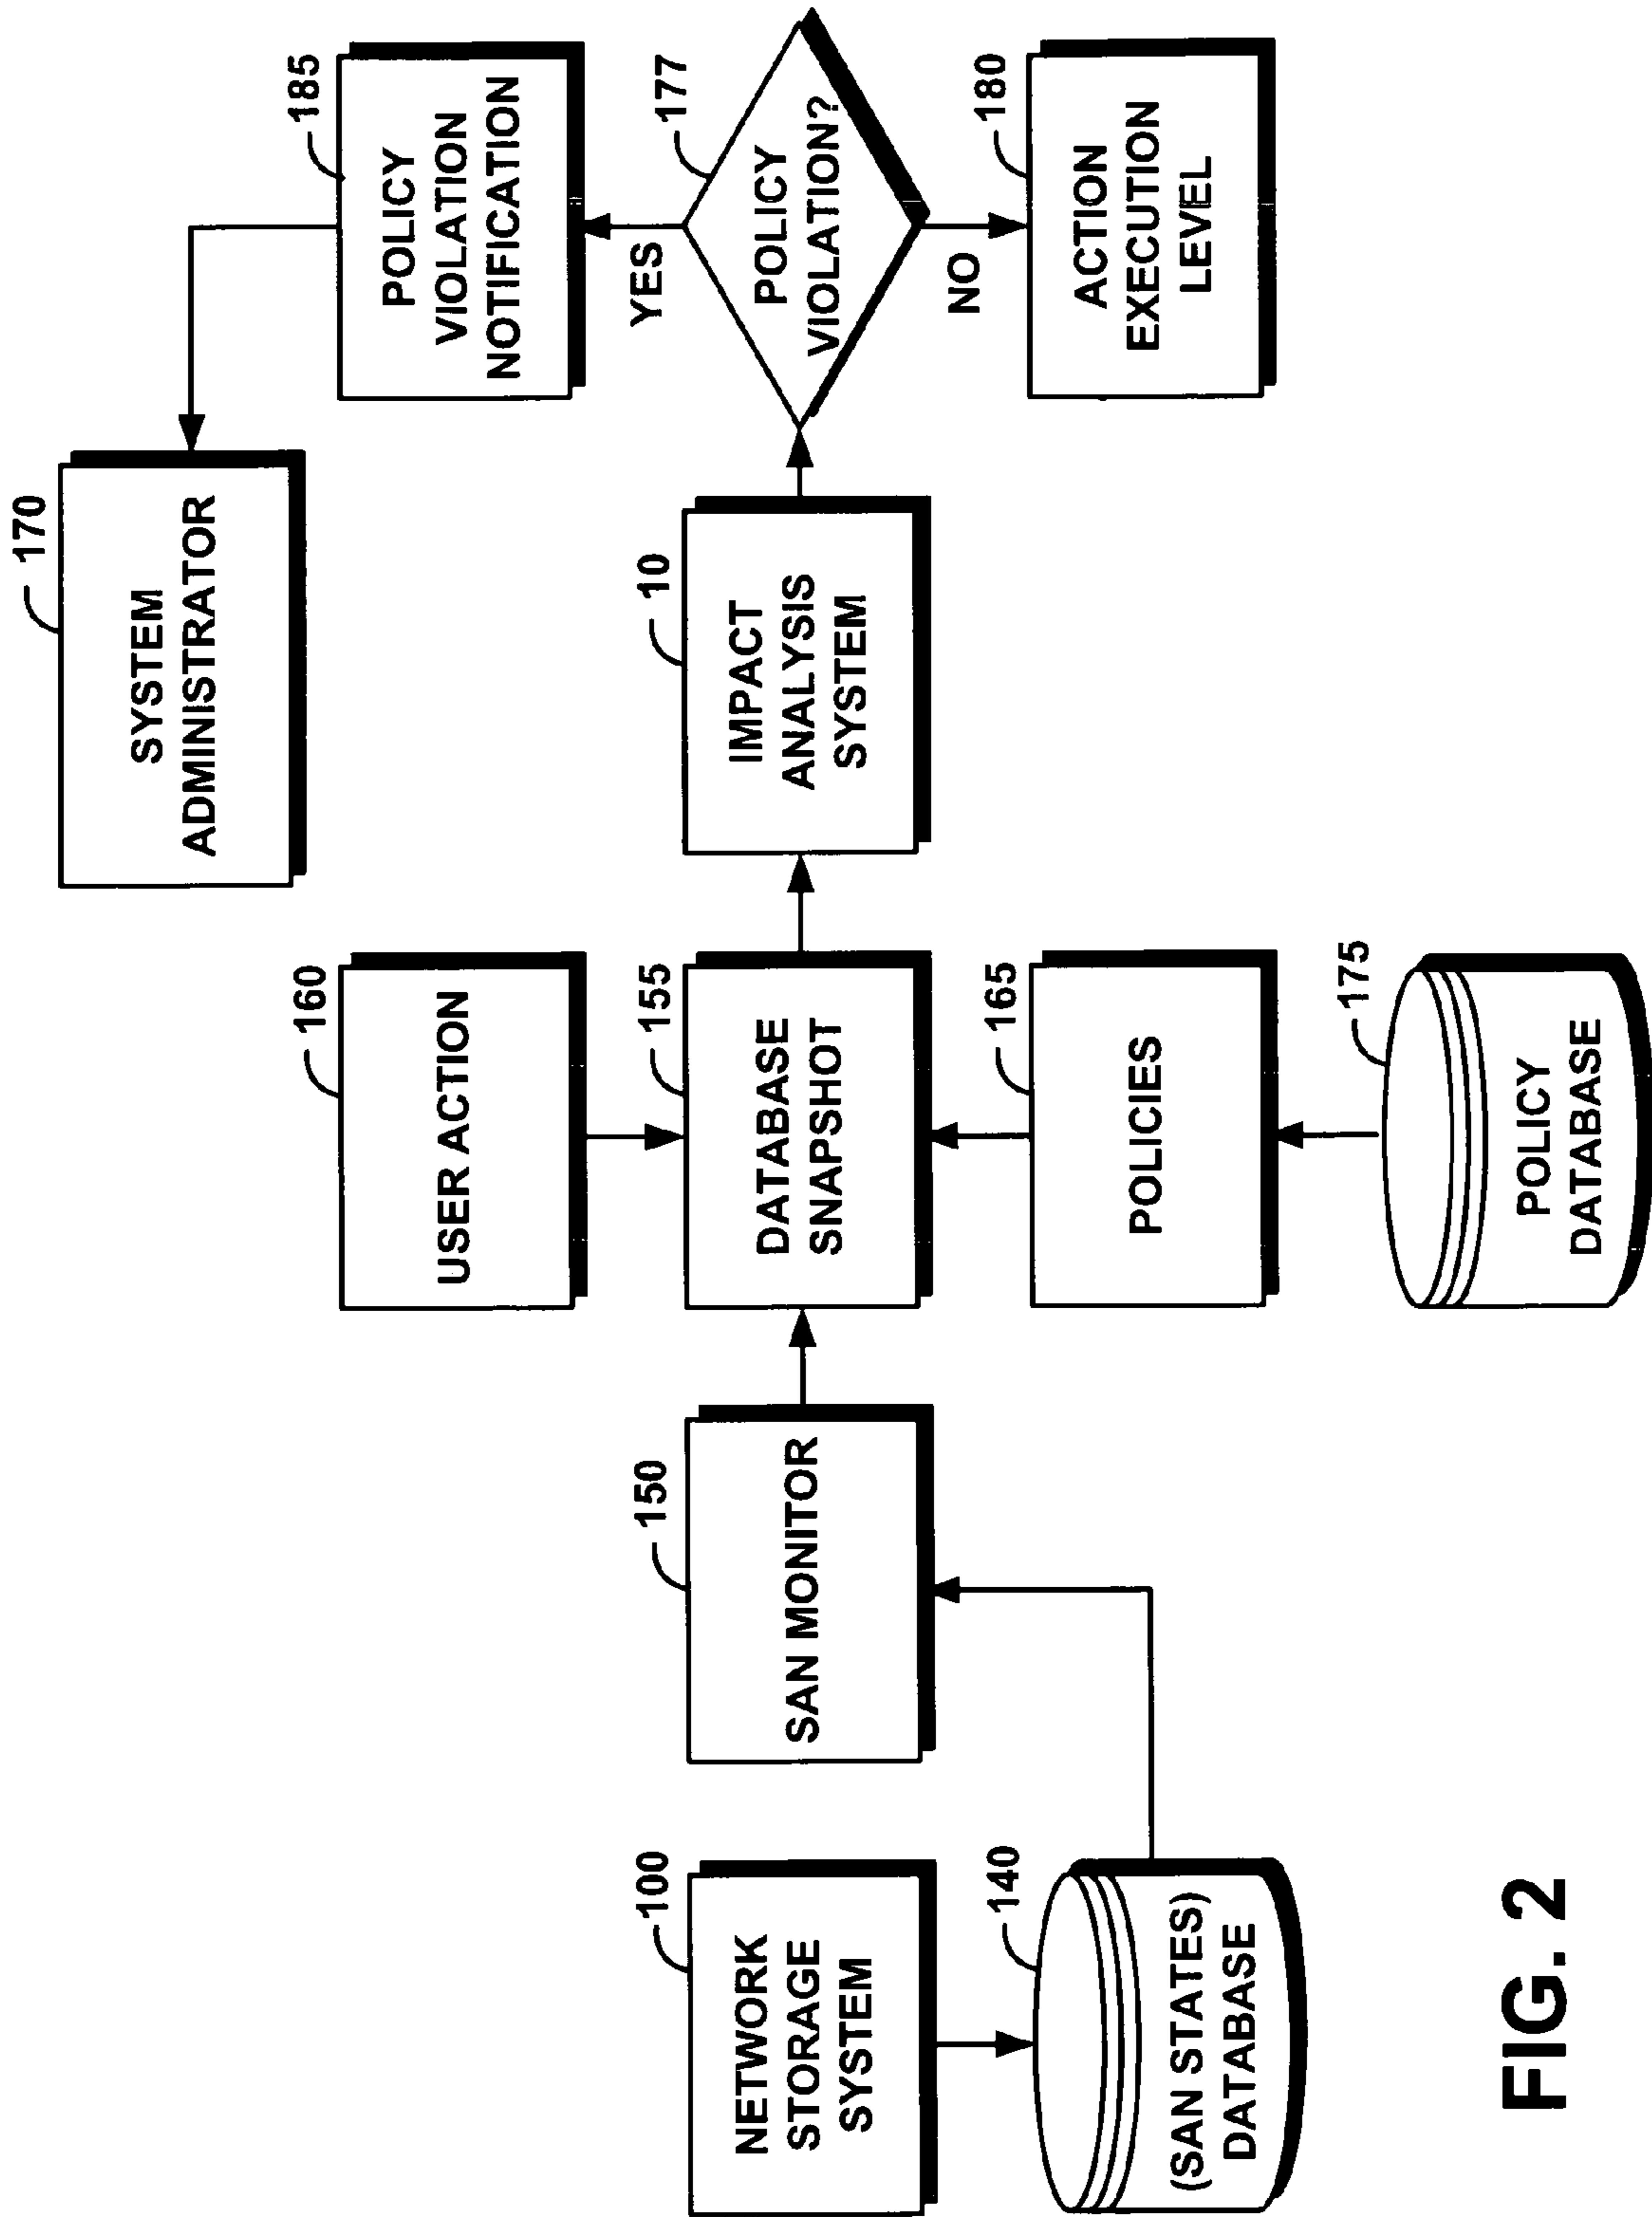 170
SYSTEM
ADMINISTRATOR
185
POLICY
VIOLATION
NOTIFICATION
160
USER ACTION
YES
177
POLICY
VIOLATION?
NO
10
IMPACT
ANALYSIS
SYSTEM
155
DATABASE
SNAPSHOT
150
SAN MONITOR
100
NETWORK
STORAGE
SYSTEM
180
ACTION
EXECUTION
LEVEL
165
POLICIES
140
(SAN STATES)
DATABASE
175
POLICY
DATABASE
FIG. 2